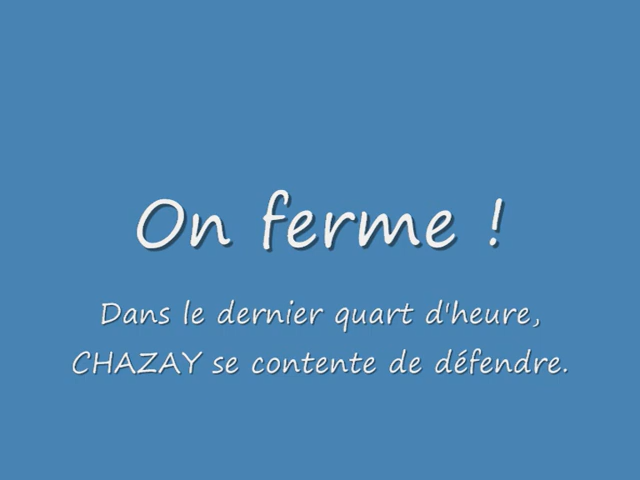 On ferme !
Dans le dernier quart d'heure,
CHAZAY se contente de défendre.